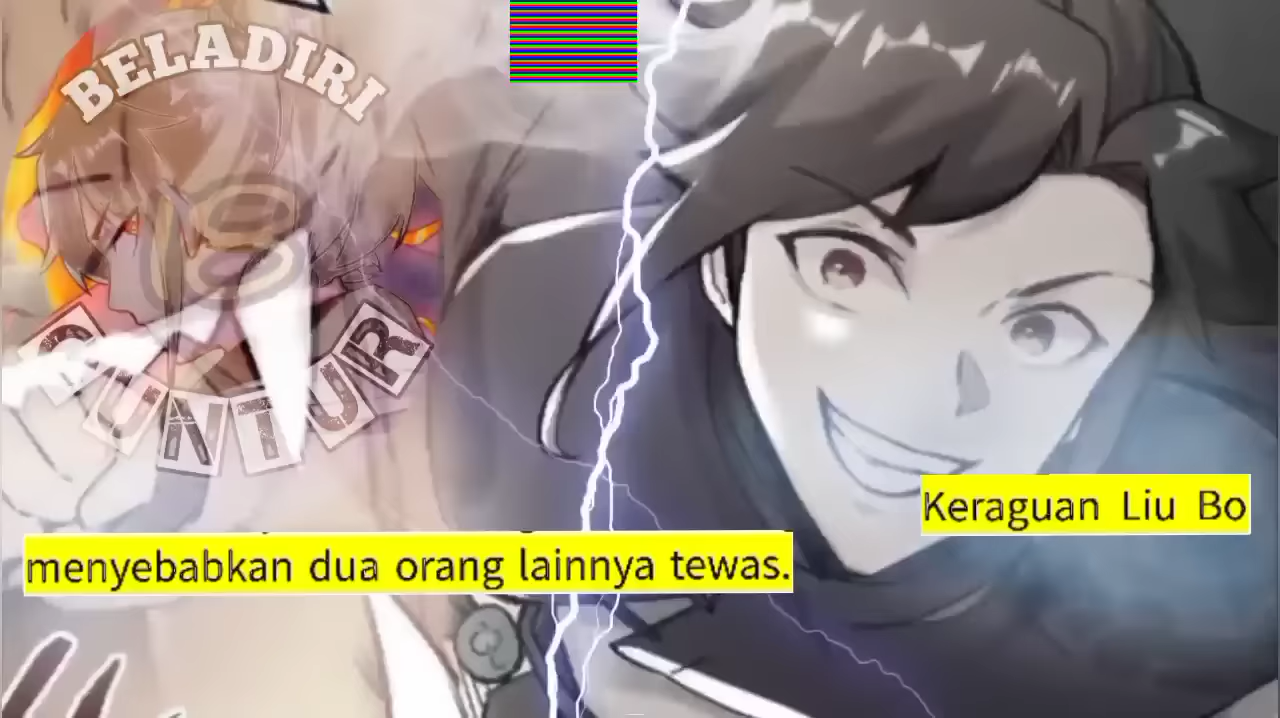 BELADIRI
GUNTUR
Keraguan Liu Bo
menyebabkan dua orang lainnya tewas.